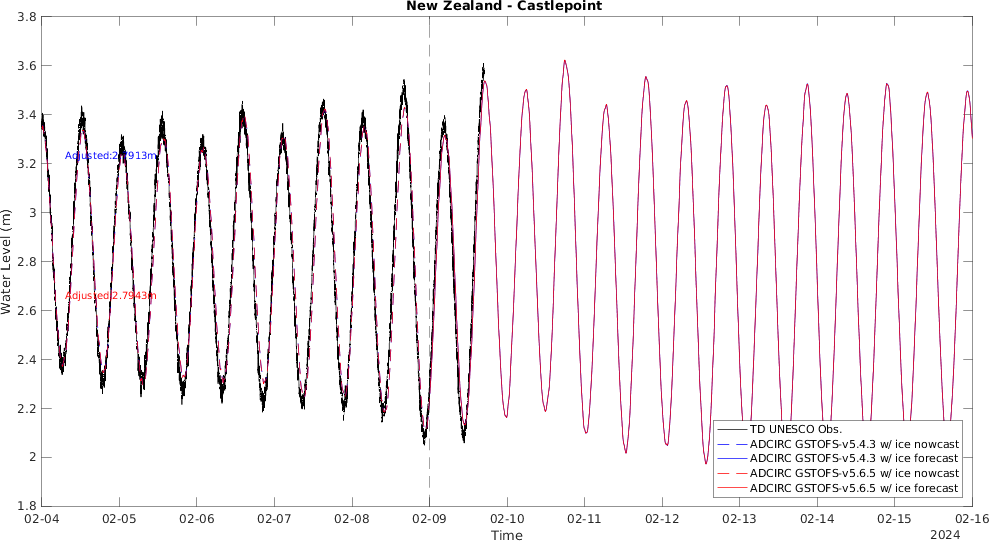 New Zealand - Castlepoint
3.8
3.6
3.4
3.2
3
2.8
2.6
2.4
2.2
2
1.8
Water Level (m)
Adjusted:2.7913m
Adjusted:2.7943m
TD UNESCO Obs.
ADCIRC GSTOFS-v5.4.3 w/ ice nowcast
ADCIRC GSTOFS-v5.4.3 w/ ice forecast
ADCIRC GSTOFS-v5.6.5 w/ ice nowcast
ADCIRC GSTOFS-v5.6.5 w/ ice forecast
02-04 02-05 02-06 02-07 02-08 02-09 02-10 02-11 02-12 02-13 02-14 02-15 02-16
Time
2024